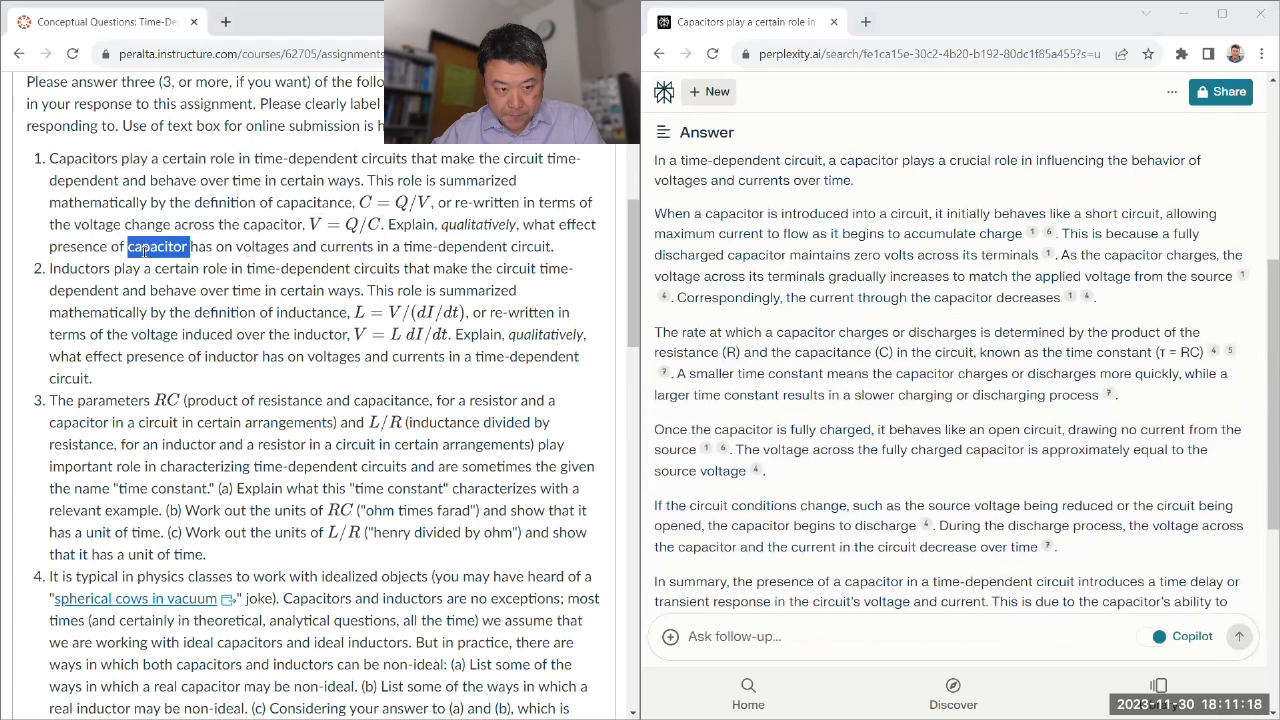 Conceptual Questions: Time-De
peralta.instructure.com/courses/62705/assignments
Please answer three (3, or more, if you want) of the follo
in your response to this assignment. Please clearly label
responding to. Use of text box for online submission is h
1. Capacitors play a certain role in time-dependent circuits that make the circuit time-
dependent and behave over time in certain ways. This role is summarized
mathematically by the definition of capacitance, C = Q/V, or re-written in terms of
the voltage change across the capacitor, V = Q/C. Explain, qualitatively, what effect
presence of capacitor has on voltages and currents in a time-dependent circuit.
2. Inductors play a certain role in time-dependent circuits that make the circuit time-
dependent and behave over time in certain ways. This role is summarized
mathematically by the definition of inductance, L = V/(dI/dt), or re-written in
terms of the voltage induced over the inductor, V = L dI/dt. Explain, qualitatively,
what effect presence of inductor has on voltages and currents in a time-dependent
circuit.
3. The parameters RC (product of resistance and capacitance, for a resistor and a
capacitor in a circuit in certain arrangements) and L/R (inductance divided by
resistance, for an inductor and a resistor in a circuit in certain arrangements) play
important role in characterizing time-dependent circuits and are sometimes the given
the name "time constant." (a) Explain what this "time constant" characterizes with a
relevant example. (b) Work out the units of RC ("ohm times farad") and show that it
has a unit of time. (c) Work out the units of L/R ("henry divided by ohm") and show
that it has a unit of time.
4. It is typical in physics classes to work with idealized objects (you may have heard of a
"spherical cows in vacuum" joke). Capacitors and inductors are no exceptions; most
times (and certainly in theoretical, analytical questions, all the time) we assume that
we are working with ideal capacitors and ideal inductors. But in practice, there are
ways in which both capacitors and inductors can be non-ideal: (a) List some of the
ways in which a real capacitor may be non-ideal. (b) List some of the ways in which a
real inductor may be non-ideal. (c) Considering your answer to (a) and (b), which is
Capacitors play a certain role in
perplexity.ai/search/fe1ca15e-30c2-4b20-b192-80dc1f85a455?s=u
New
Share
Answer
In a time-dependent circuit, a capacitor plays a crucial role in influencing the behavior of
voltages and currents over time.
When a capacitor is introduced into a circuit, it initially behaves like a short circuit, allowing
maximum current to flow as it begins to accumulate charge 1 6. This is because a fully
discharged capacitor maintains zero volts across its terminals 1. As the capacitor charges, the
voltage across its terminals gradually increases to match the applied voltage from the source 1
4. Correspondingly, the current through the capacitor decreases 1 4.
The rate at which a capacitor charges or discharges is determined by the product of the
resistance (R) and the capacitance (C) in the circuit, known as the time constant (τ = RC) 4 5
7. A smaller time constant means the capacitor charges or discharges more quickly, while a
larger time constant results in a slower charging or discharging process 7.
Once the capacitor is fully charged, it behaves like an open circuit, drawing no current from the
source 1 6. The voltage across the fully charged capacitor is approximately equal to the
source voltage 4.
If the circuit conditions change, such as the source voltage being reduced or the circuit being
opened, the capacitor begins to discharge 4. During the discharge process, the voltage across
the capacitor and the current in the circuit decrease over time 7.
In summary, the presence of a capacitor in a time-dependent circuit introduces a time delay or
transient response in the circuit's voltage and current. This is due to the capacitor's ability to
Ask follow-up...
Copilot
Home
Discover
2023-11-30 18:11:18